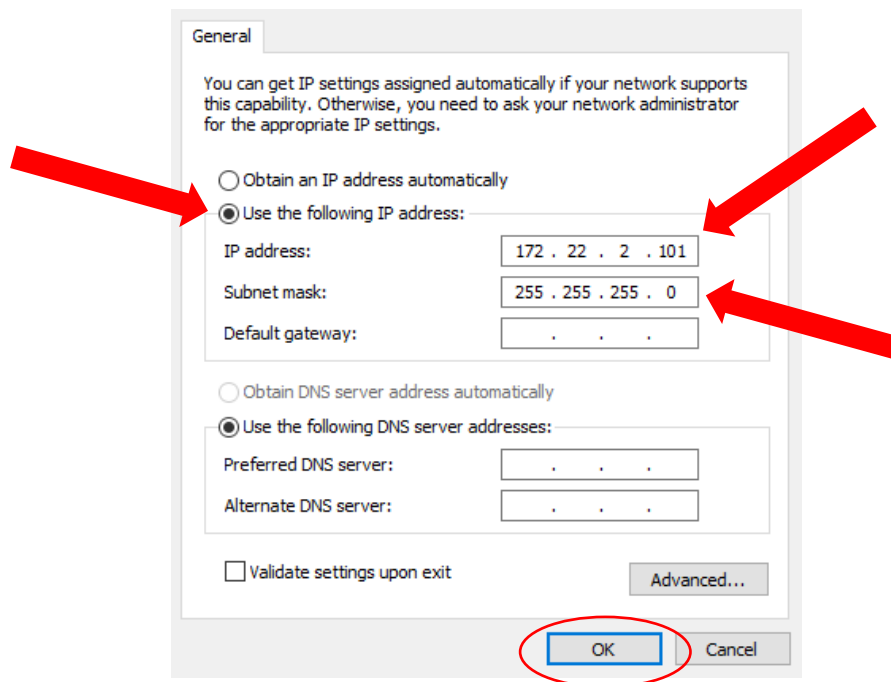 General
You can get IP settings assigned automatically if your network supports
this capability. Otherwise, you need to ask your network administrator
for the appropriate IP settings.
Obtain an IP address automatically
Use the following IP address:
IP address: 172 . 22 . 2 . 101
Subnet mask: 255 . 255 . 255 . 0
Default gateway: . . .
Obtain DNS server address automatically
Use the following DNS server addresses:
Preferred DNS server: . . .
Alternate DNS server: . . .
Validate settings upon exit
Advanced...
OK Cancel